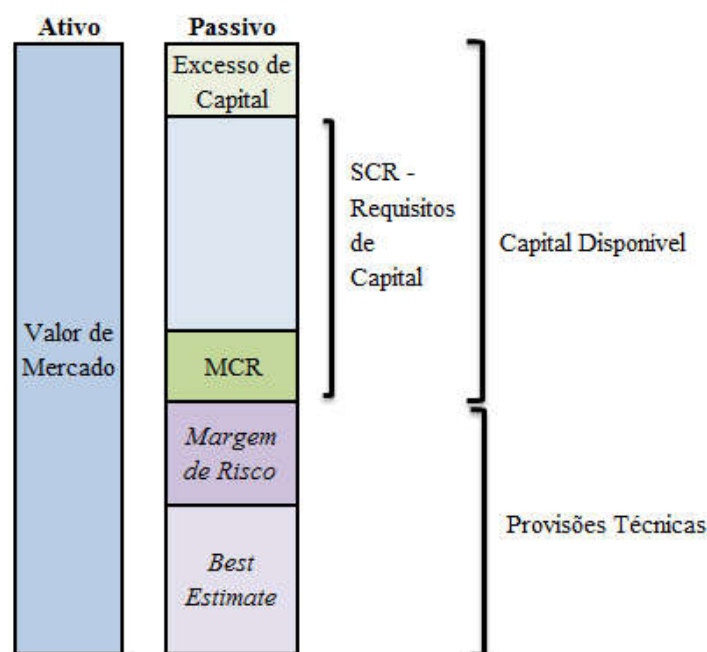 Ativo
Passivo
Excesso de
Capital
SCR -
Requisitos
de
Capital
Capital Disponível
Valor de
Mercado
MCR
Margem
de Risco
Provisões Técnicas
Best
Estimate